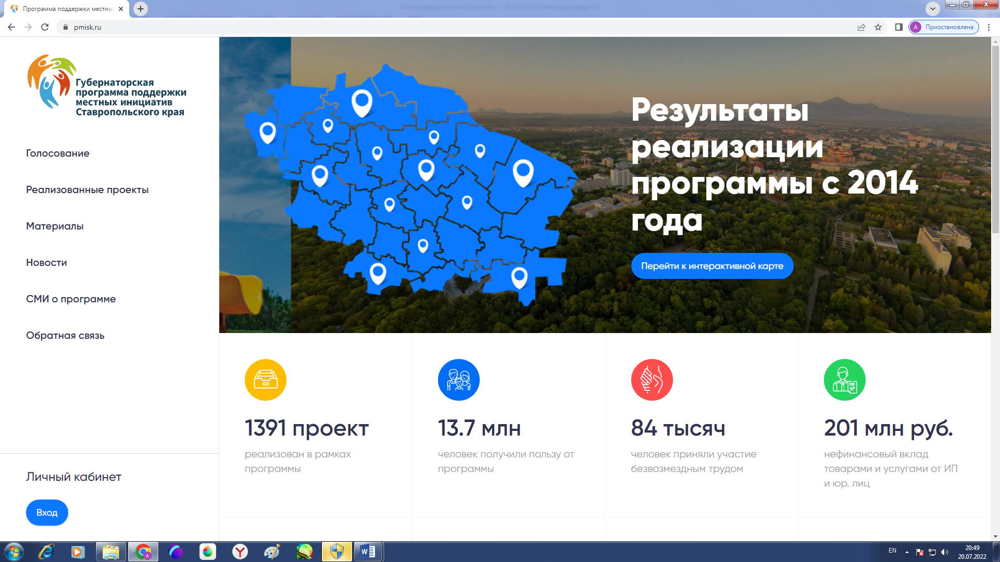 Программа поддержки местны
pmisk.ru
А
Приостановлена
Губернаторская
программа поддержки
местных инициатив
Ставропольского края
Голосование
Реализованные проекты
Материалы
Новости
СМИ о программе
Обратная связь
Личный кабинет
Вход
Результаты
реализации
программы с 2014
года
Перейти к интерактивной карте
1391 проект
реализован в рамках
программы
13.7 млн
человек получили пользу от
программы
84 тысяч
человек приняли участие
безвозмездным трудом
201 млн руб.
нефинансовый вклад
товарами и услугами от ИП
и юр. лиц
EN
20:49
20.07.2022